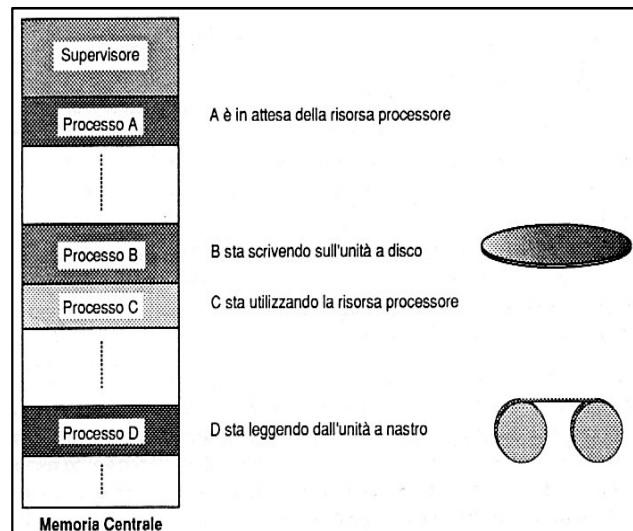 Supervisore
Processo A
A è in attesa della risorsa processore
Processo B
B sta scrivendo sull'unità a disco
Processo C
C sta utilizzando la risorsa processore
Processo D
D sta leggendo dall'unità a nastro
Memoria Centrale